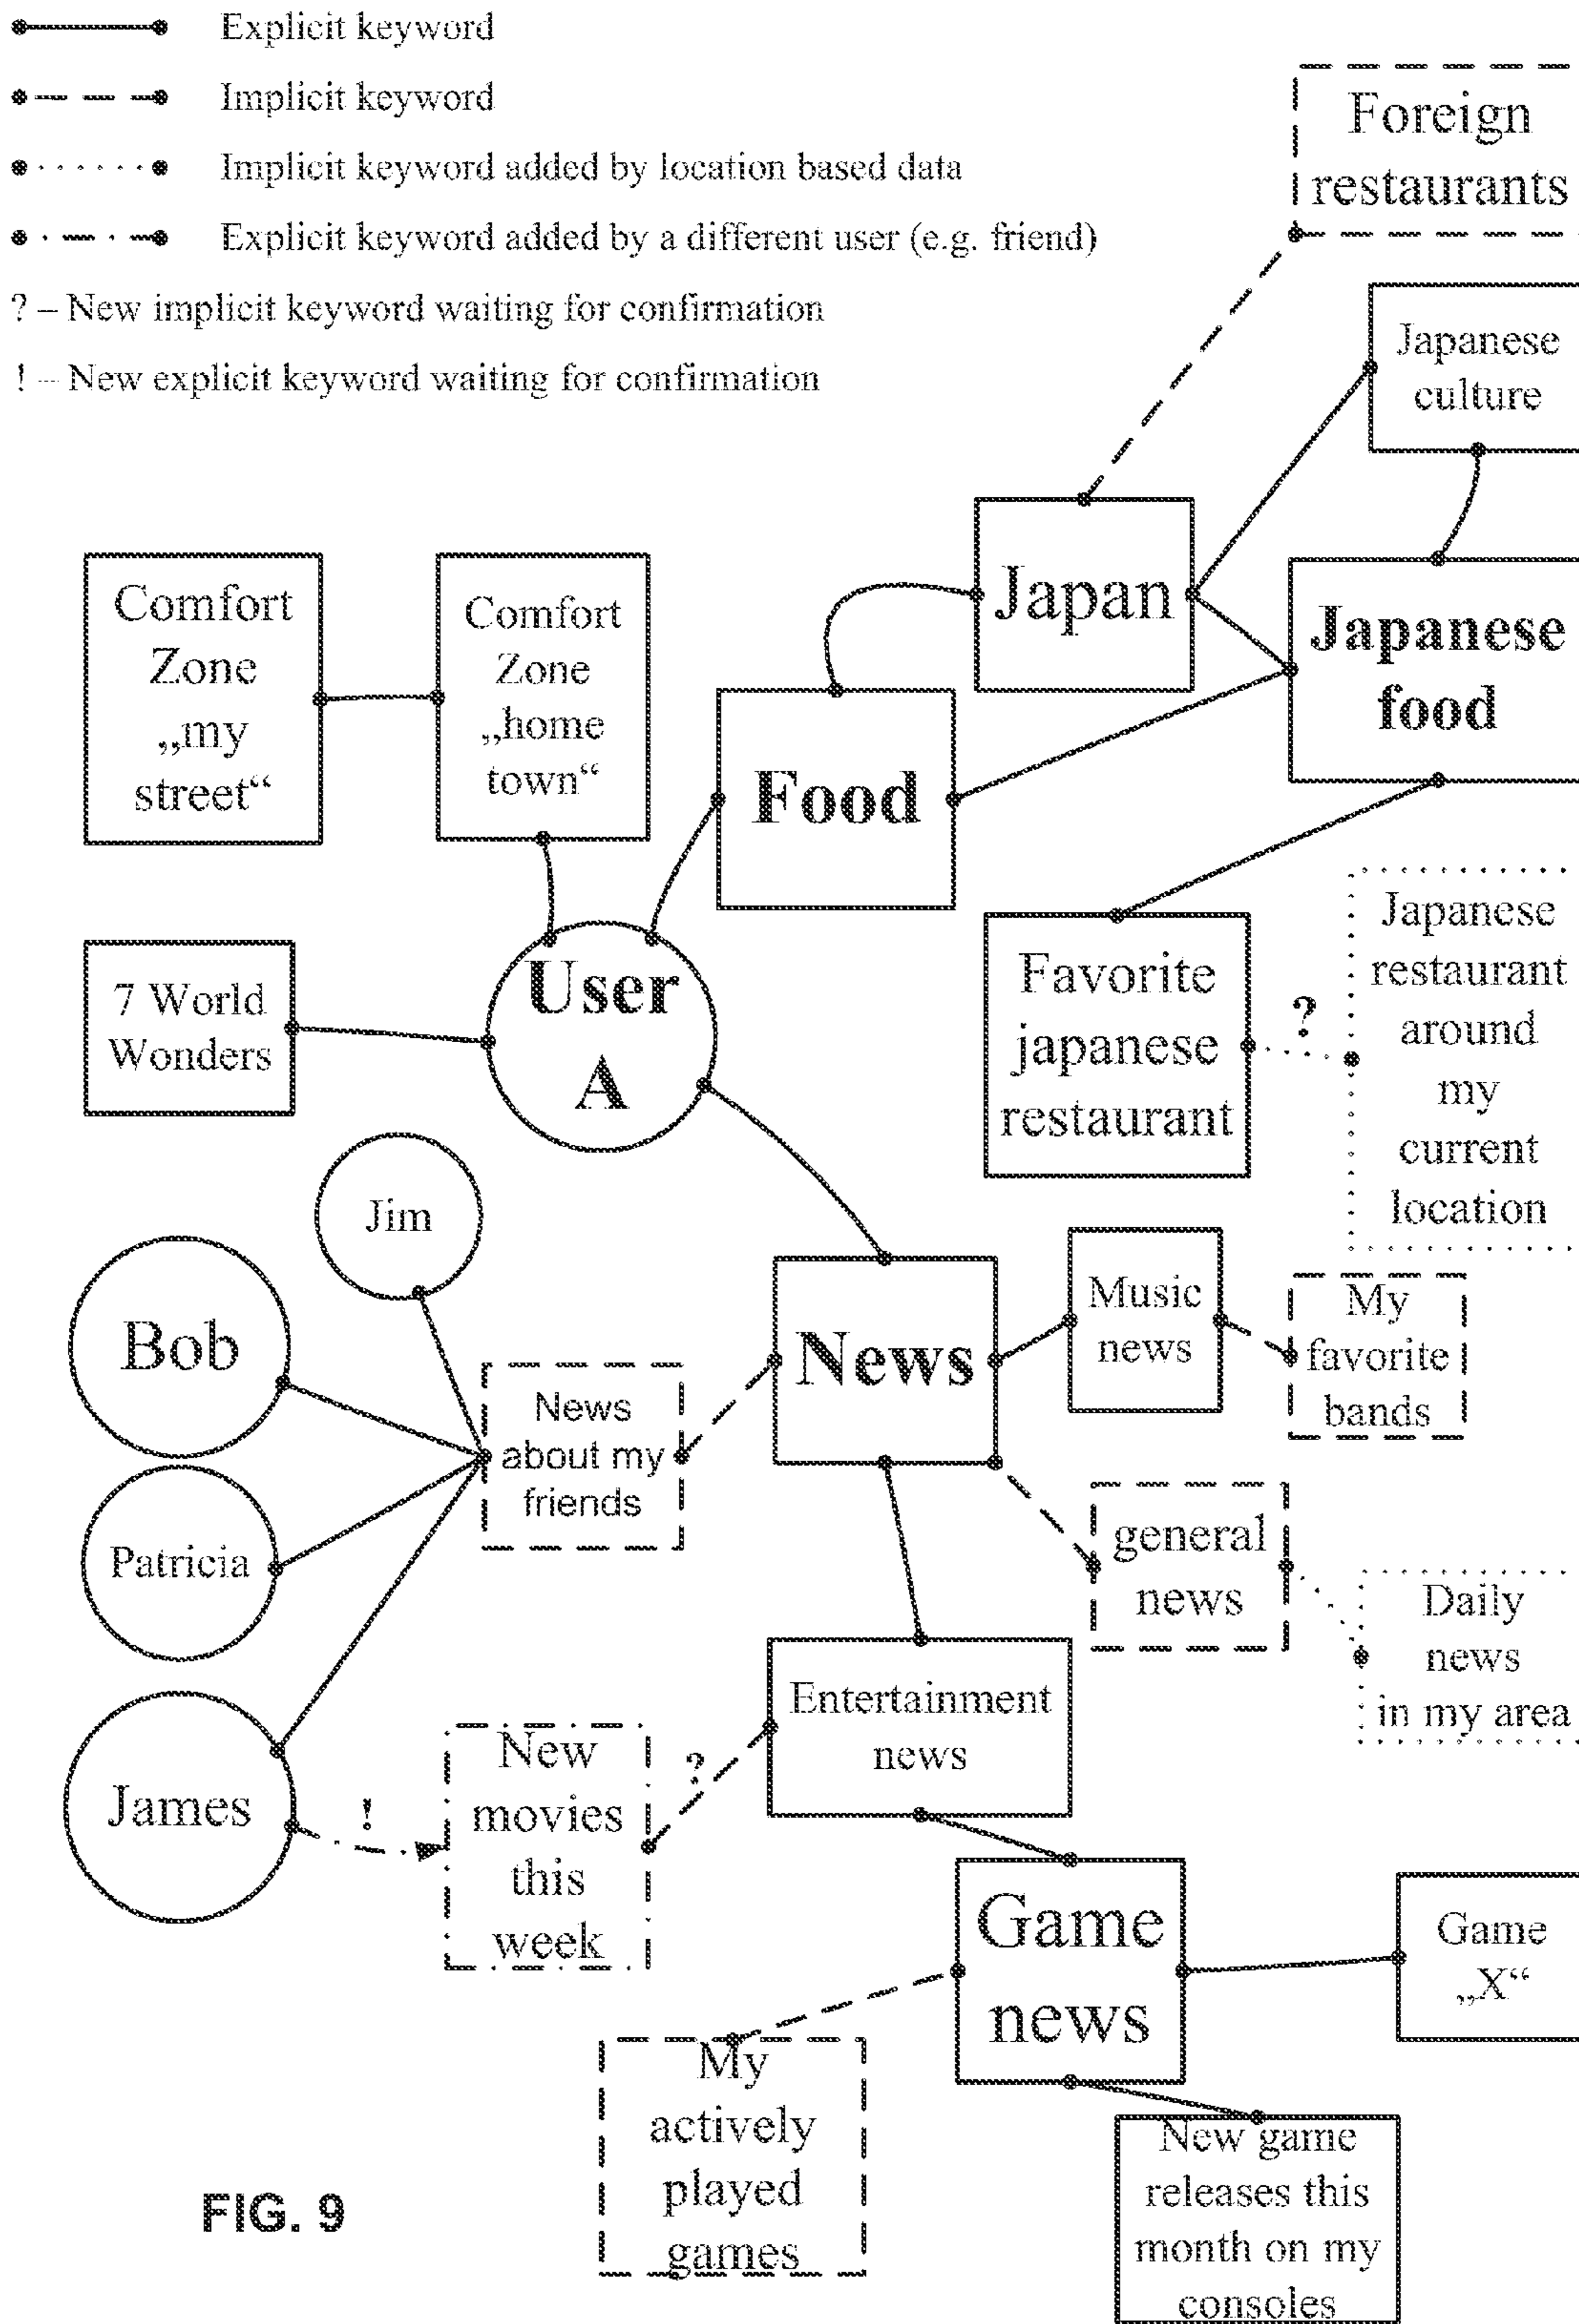 Explicit keyword
Implicit keyword
Implicit keyword added by location based data
Explicit keyword added by a different user (e.g. friend)
? – New implicit keyword waiting for confirmation
! – New explicit keyword waiting for confirmation
Foreign
restaurants
Japanese
culture
Japan
Japanese
food
Comfort
Zone
„my
street“
Comfort
Zone
„home
town“
Food
7 World
Wonders
User
A
Favorite
japanese
restaurant
?
Japanese
restaurant
around
my
current
location
Jim
Bob
Patricia
James
News
about my
friends
News
Music
news
My
favorite
bands
general
news
Daily
news
in my area
Entertainment
news
!
New
movies
this
week
?
Game
news
Game
„X“
My
actively
played
games
New game
releases this
month on my
consoles
FIG. 9